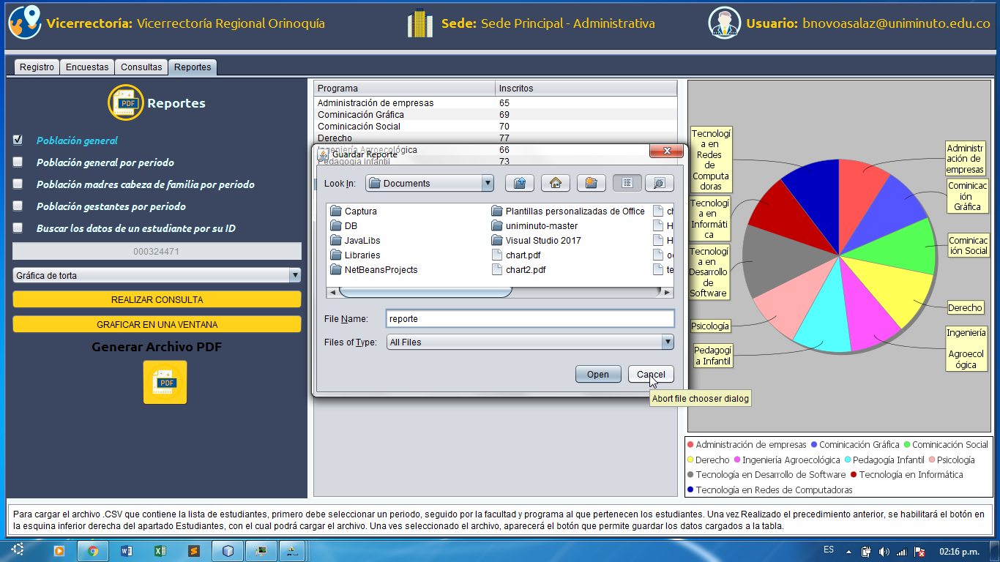 Vicerrectoría: Vicerrectoría Regional Orinoquía
Sede: Sede Principal - Administrativa
Usuario: bnovoasalaz@uniminuto.edu.co
Registro Encuestas Consultas Reportes
PDF Reportes
Población general
Población general por periodo
Población madres cabeza de familia por periodo
Población gestantes por periodo
Buscar los datos de un estudiante por su ID
000324471
Gráfica de torta
REALIZAR CONSULTA
GRAFICAR EN UNA VENTANA
Generar Archivo PDF
PDF
Programa Inscritos
Administración de empresas 65
Cominicación Gráfica 69
Cominicación Social 70
Derecho 77
Ingeniería Agroecológica 66
Pedagogía Infantil 73
Guardar Reporte
Look In: Documents
Captura
DB
JavaLibs
Libraries
NetBeansProjects
Plantillas personalizadas de Office
uniminuto-master
Visual Studio 2017
chart.pdf
chart2.pdf
File Name: reporte
Files of Type: All Files
Open Cancel
Abort file chooser dialog
Tecnologí
a en
Redes
de
Computa
doras
Tecnologí
a en
Informáti
ca
Tecnologí
a en
Desarrollo
de
Software
Psicología
Pedagogí
a Infantil
Administr
ación de
empresas
Cominicac
ión
Gráfica
Cominicac
ión Social
Derecho
Ingeniería
Agroecol
ógica
Administración de empresas Cominicación Gráfica Cominicación Social
Derecho Ingeniería Agroecológica Pedagogía Infantil Psicología
Tecnología en Desarrollo de Software Tecnología en Informática
Tecnología en Redes de Computadoras
Para cargar el archivo .CSV que contiene la lista de estudiantes, primero debe seleccionar un periodo, seguido por la facultad y programa al que pertenecen los estudiantes. Una vez Realizado el precedimiento anterior, se habilitará el botón en
la esquina inferior derecha del apartado Estudiantes, con el cual podrá cargar el archivo. Una ves seleccionado el archivo, aparecerá el botón que permite guardar los datos cargados a la tabla.
ES 02:16 p.m.